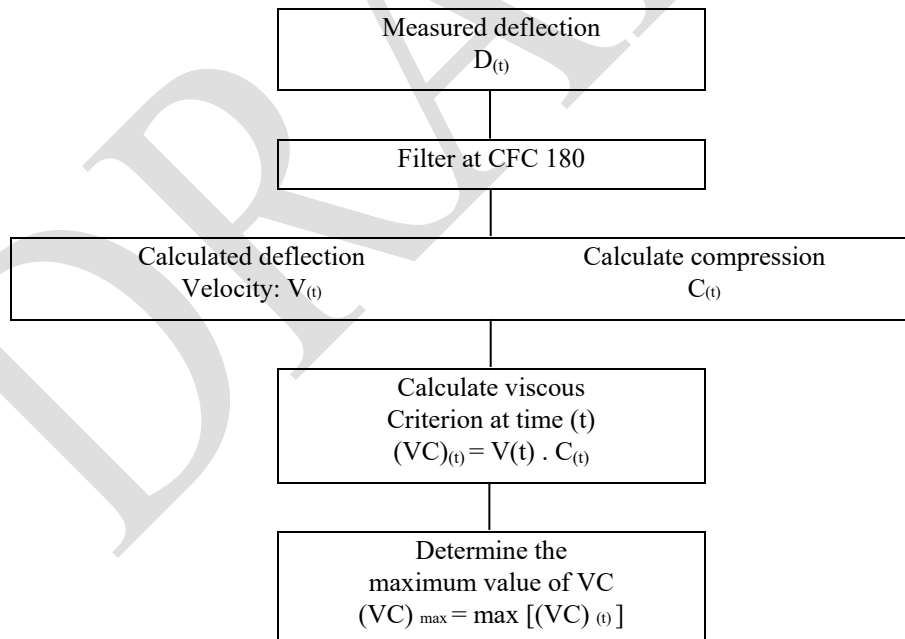 Measured deflection
D(t)
Filter at CFC 180
Calculated deflection
Velocity: V(t)
Calculate compression
C(t)
Calculate viscous
Criterion at time (t)
(VC)(t) = V(t) . C(t)
Determine the
maximum value of VC
(VC) max = max [(VC) (t) ]